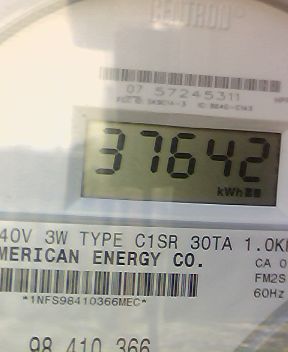 CENTRON®
07 57245311
37642
kWh
40V 3W TYPE C1SR 30TA 1.0K
MERICAN ENERGY CO.
CA 0
FM2S
60Hz
*1NFS98410366MEC*
98 410 366